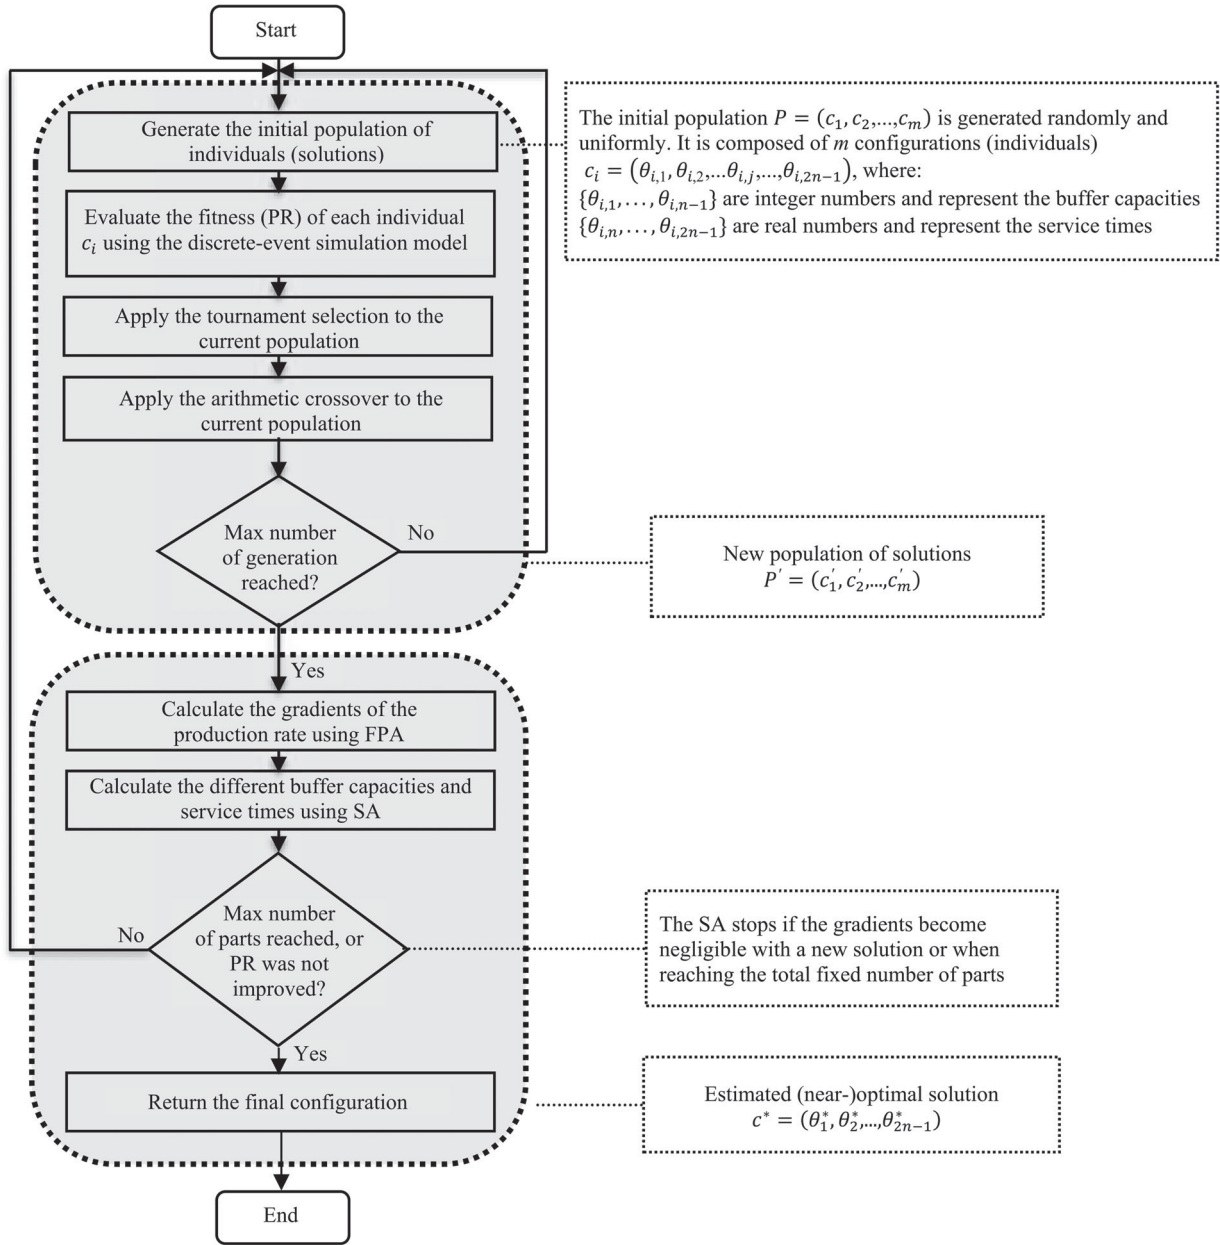 Start
Generate the initial population of
individuals (solutions)
The initial population P = (c₁, c₂,...,cₘ) is generated randomly and
uniformly. It is composed of m configurations (individuals)
cᵢ = (θᵢ,₁, θᵢ,₂,...θᵢ,ⱼ,...,θᵢ,₂ₙ₋₁), where:
{θᵢ,₁, . . . , θᵢ,ₙ₋₁} are integer numbers and represent the buffer capacities
{θᵢ,ₙ, . . . , θᵢ,₂ₙ₋₁} are real numbers and represent the service times
Evaluate the fitness (PR) of each individual
cᵢ using the discrete-event simulation model
Apply the tournament selection to the
current population
Apply the arithmetic crossover to the
current population
Max number
of generation
reached?
No
New population of solutions
P′ = (c′₁, c′₂,...,c′ₘ)
Yes
Calculate the gradients of the
production rate using FPA
Calculate the different buffer capacities and
service times using SA
Max number
of parts reached, or
PR was not
improved?
No
The SA stops if the gradients become
negligible with a new solution or when
reaching the total fixed number of parts
Yes
Return the final configuration
Estimated (near-)optimal solution
c* = (θ₁*, θ₂*,...,θ₂ₙ₋₁*)
End